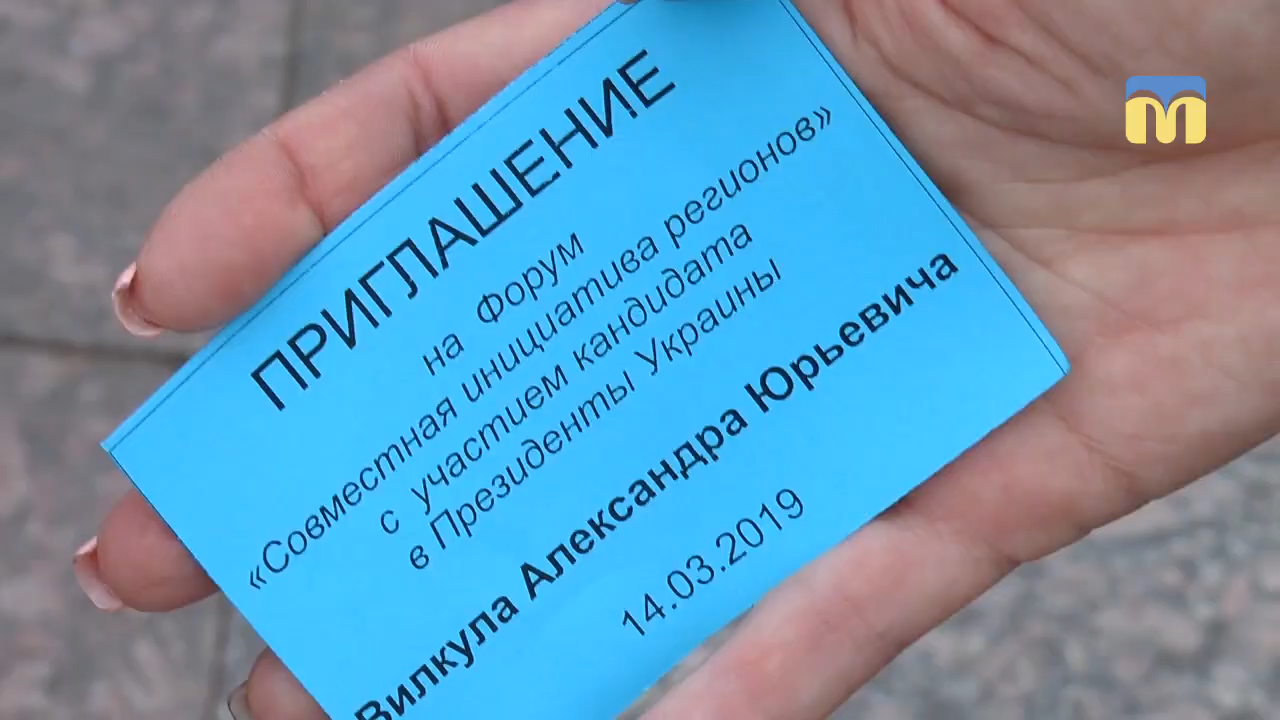 ПРИГЛАШЕНИЕ
на Форум
«Совместная инициатива регионов»
с участием кандидата
в Президенты Украины
Вилкула Александра Юрьевича
14.03.2019
m